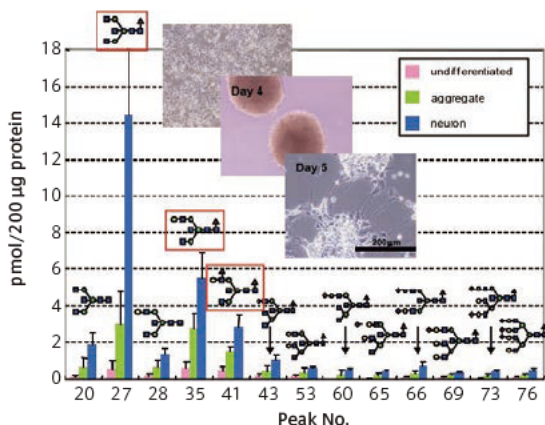 18
16
14
12
10
8
6
4
2
0
pmol/200 µg protein
Day 4
Day 5
200µm
undifferentiated
aggregate
neuron
20 27 28 35 41 43 53 60 65 66 69 73 76
Peak No.